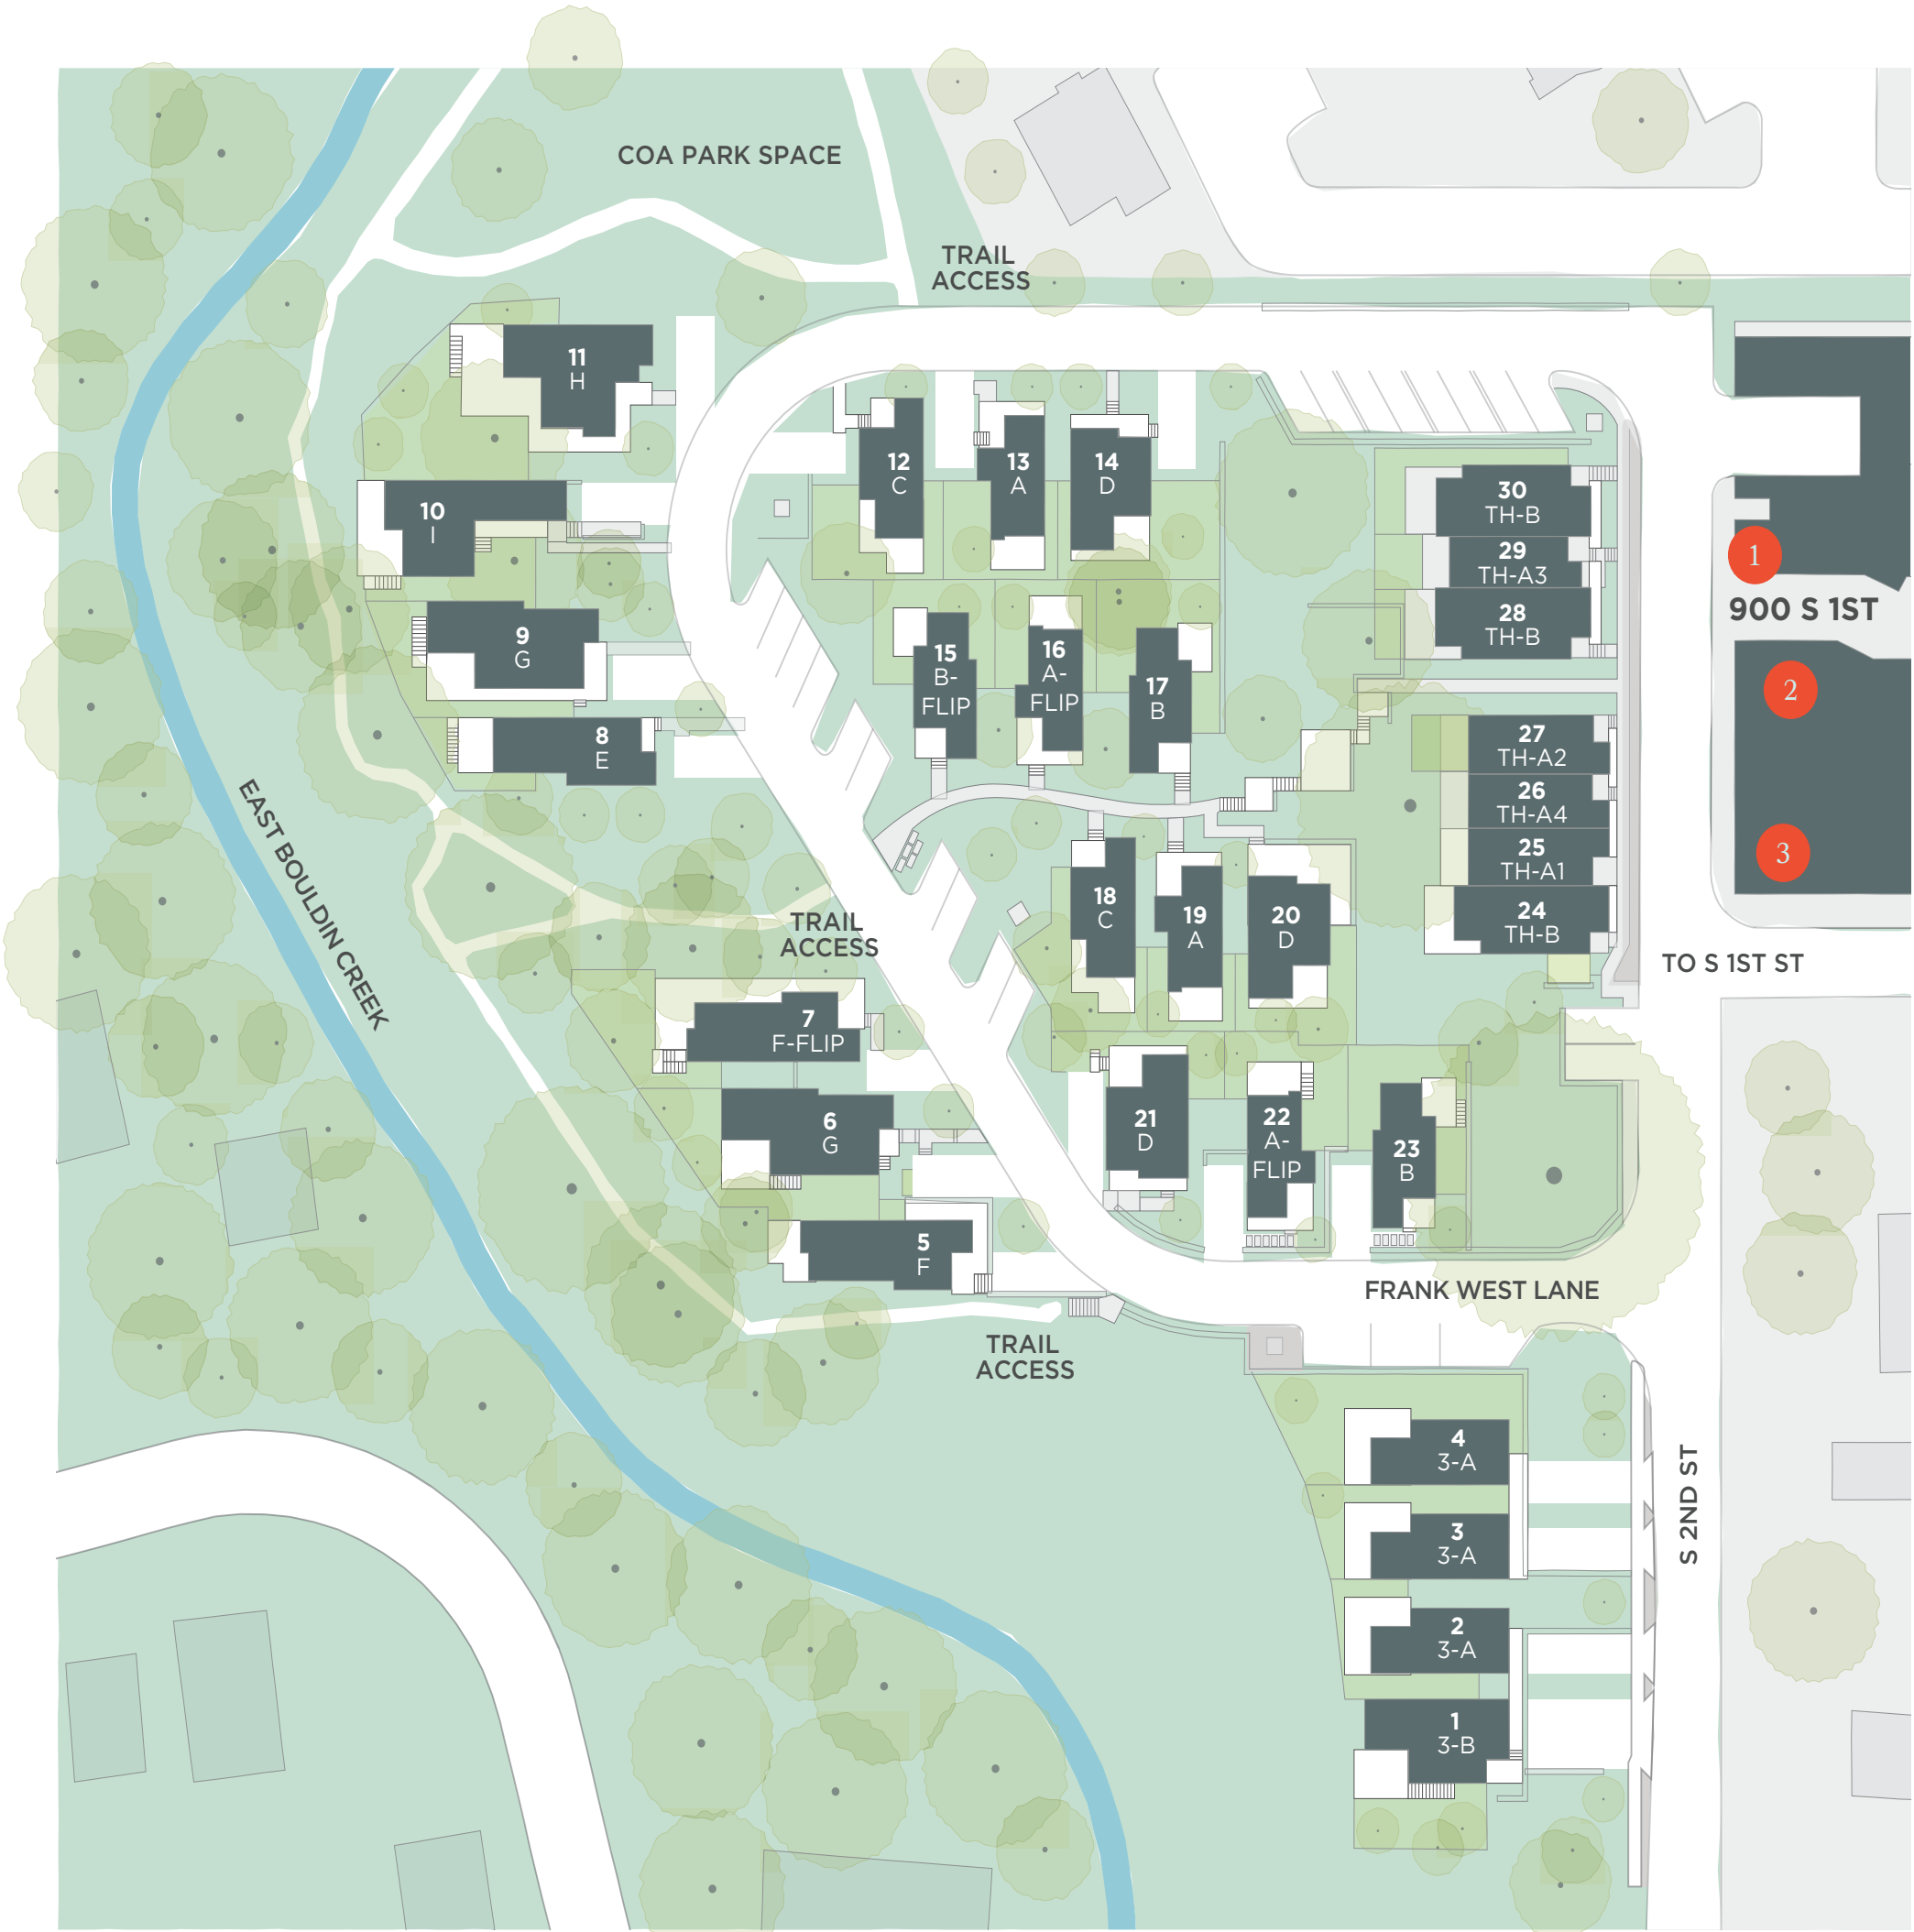 COA PARK SPACE
TRAIL
ACCESS
11
H
12
C
13
A
14
D
10
I
30
TH-B
29
TH-A3
28
TH-B
1
900 S 1ST
2
3
9
G
15
B-
FLIP
16
A-
FLIP
17
B
8
E
27
TH-A2
26
TH-A4
25
TH-A1
24
TH-B
EAST BOULDIN CREEK
TRAIL
ACCESS
18
C
19
A
20
D
TO S 1ST ST
7
F-FLIP
6
G
21
D
22
A-
FLIP
23
B
5
F
FRANK WEST LANE
TRAIL
ACCESS
4
3-A
3
3-A
2
3-A
1
3-B
S 2ND ST